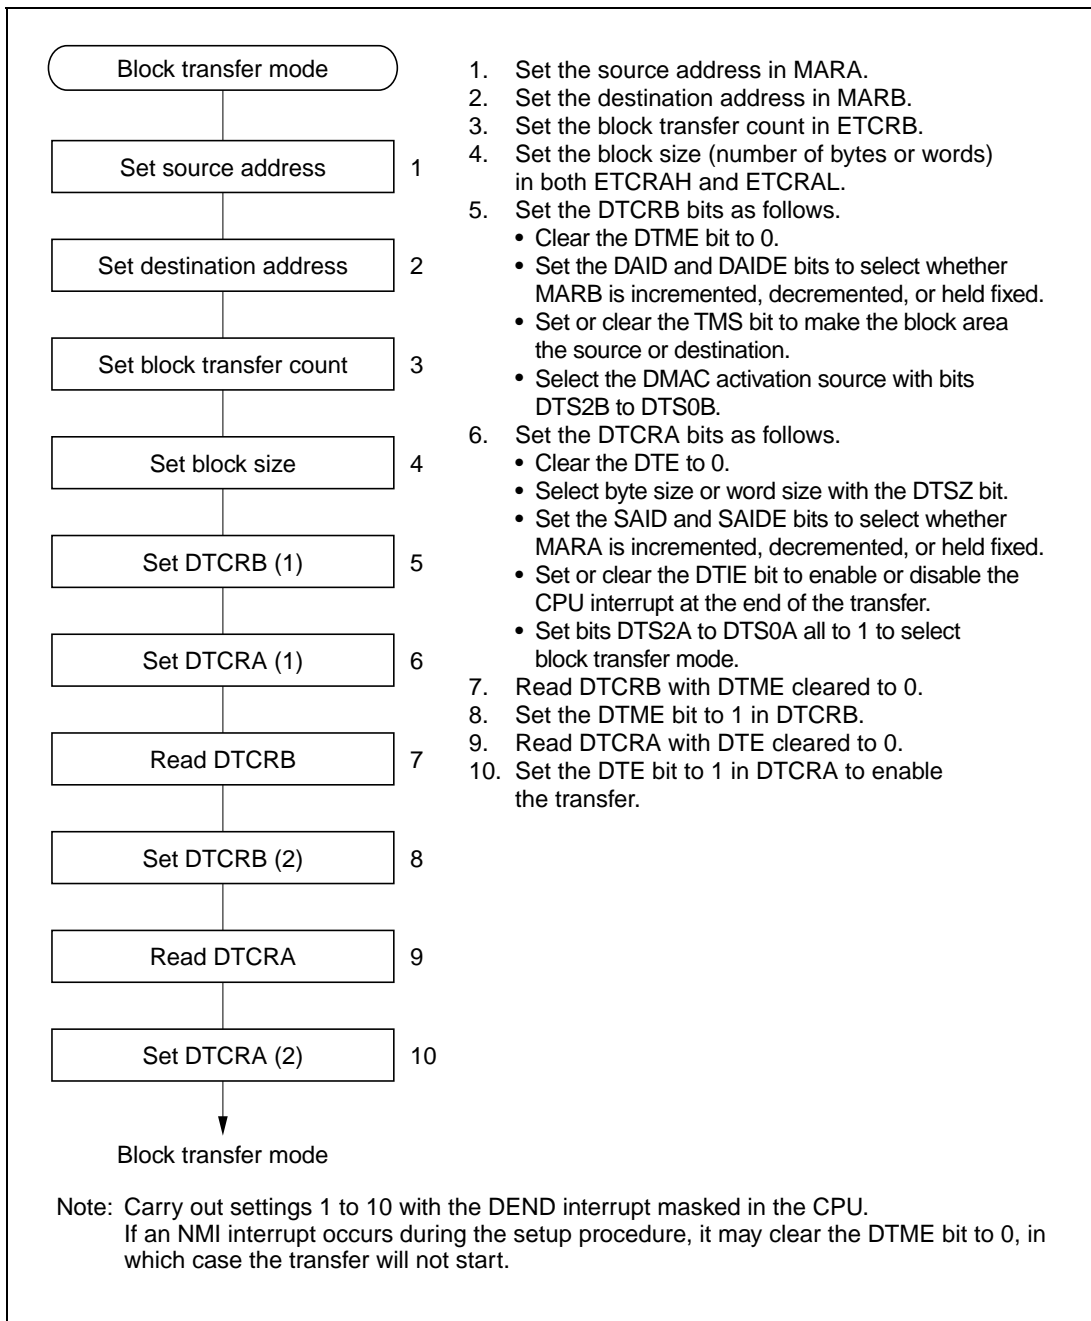 Block transfer mode
Set source address 1
Set destination address 2
Set block transfer count 3
Set block size 4
Set DTCRB (1) 5
Set DTCRA (1) 6
Read DTCRB 7
Set DTCRB (2) 8
Read DTCRA 9
Set DTCRA (2) 10
Block transfer mode
1. Set the source address in MARA.
2. Set the destination address in MARB.
3. Set the block transfer count in ETCRB.
4. Set the block size (number of bytes or words)
in both ETCRAH and ETCRAL.
5. Set the DTCRB bits as follows.
• Clear the DTME bit to 0.
• Set the DAID and DAIDE bits to select whether
MARB is incremented, decremented, or held fixed.
• Set or clear the TMS bit to make the block area
the source or destination.
• Select the DMAC activation source with bits
DTS2B to DTS0B.
6. Set the DTCRA bits as follows.
• Clear the DTE to 0.
• Select byte size or word size with the DTSZ bit.
• Set the SAID and SAIDE bits to select whether
MARA is incremented, decremented, or held fixed.
• Set or clear the DTIE bit to enable or disable the
CPU interrupt at the end of the transfer.
• Set bits DTS2A to DTS0A all to 1 to select
block transfer mode.
7. Read DTCRB with DTME cleared to 0.
8. Set the DTME bit to 1 in DTCRB.
9. Read DTCRA with DTE cleared to 0.
10. Set the DTE bit to 1 in DTCRA to enable
the transfer.
Note: Carry out settings 1 to 10 with the DEND interrupt masked in the CPU.
If an NMI interrupt occurs during the setup procedure, it may clear the DTME bit to 0, in
which case the transfer will not start.